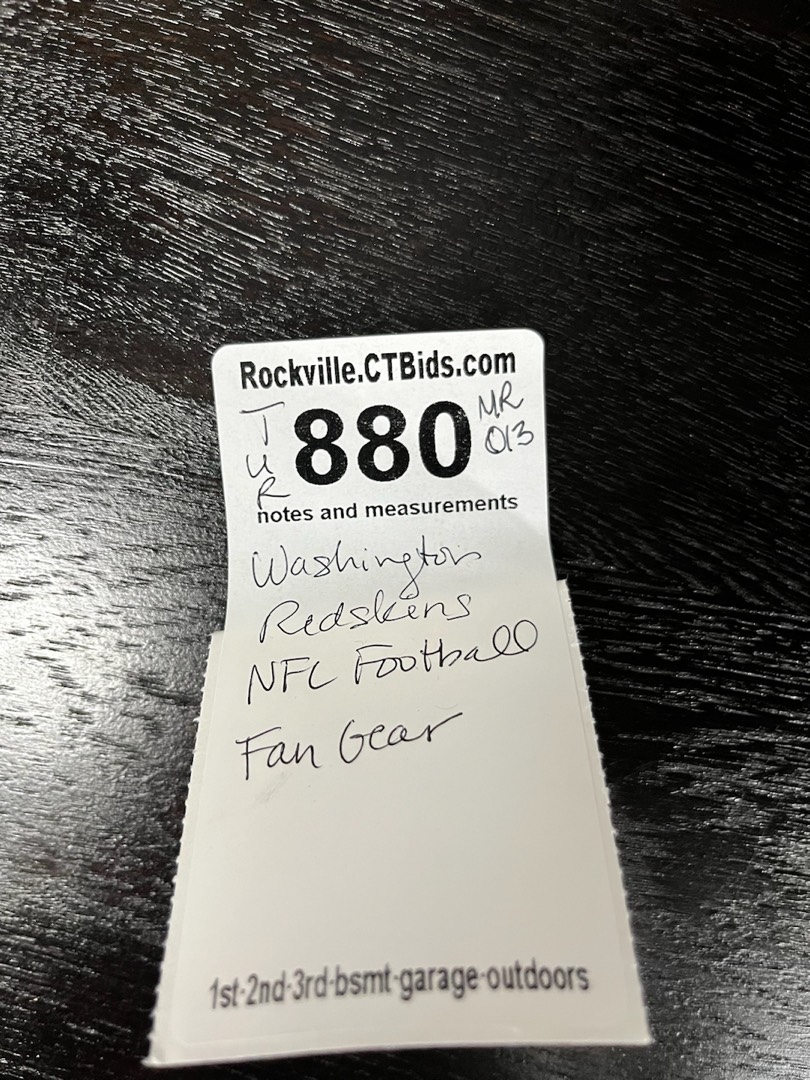 Rockville.CTBids.com
TUR 880 MR 013
notes and measurements
Washington
Redskins
NFL Football
Fan Gear
1st-2nd-3rd-bsmt-garage-outdoors